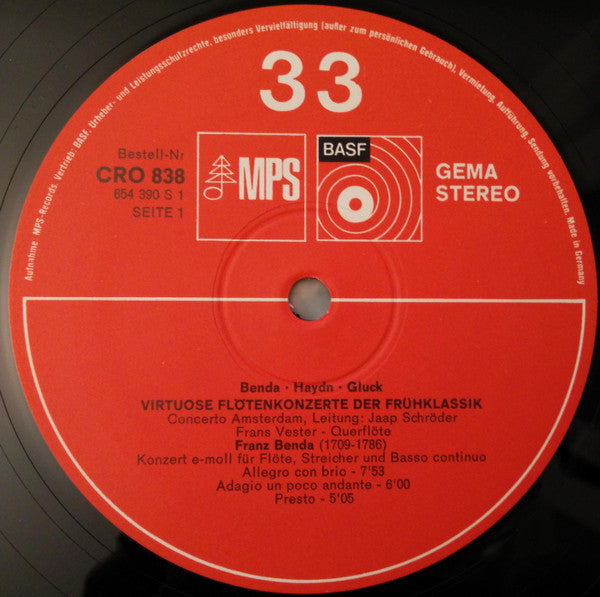 Aufnahme: MPS-Records. Vertrieb: BASF. Urheber- und Leistungsschutzrechte, besonders Vervielfältigung (außer zum persönlichen Gebrauch), Vermietung, Aufführung, Sendung vorbehalten. Made in Germany
33
Bestell-Nr
CRO 838
654 390 S 1
SEITE 1
MPS
BASF
GEMA
STEREO
Benda · Haydn · Gluck
VIRTUOSE FLÖTENKONZERTE DER FRÜHKLASSIK
Concerto Amsterdam, Leitung: Jaap Schröder
Frans Vester - Querflöte
Franz Benda (1709-1786)
Konzert e-moll für Flöte, Streicher und Basso continuo
Allegro con brio - 7'53
Adagio un poco andante - 6'00
Presto - 5'05